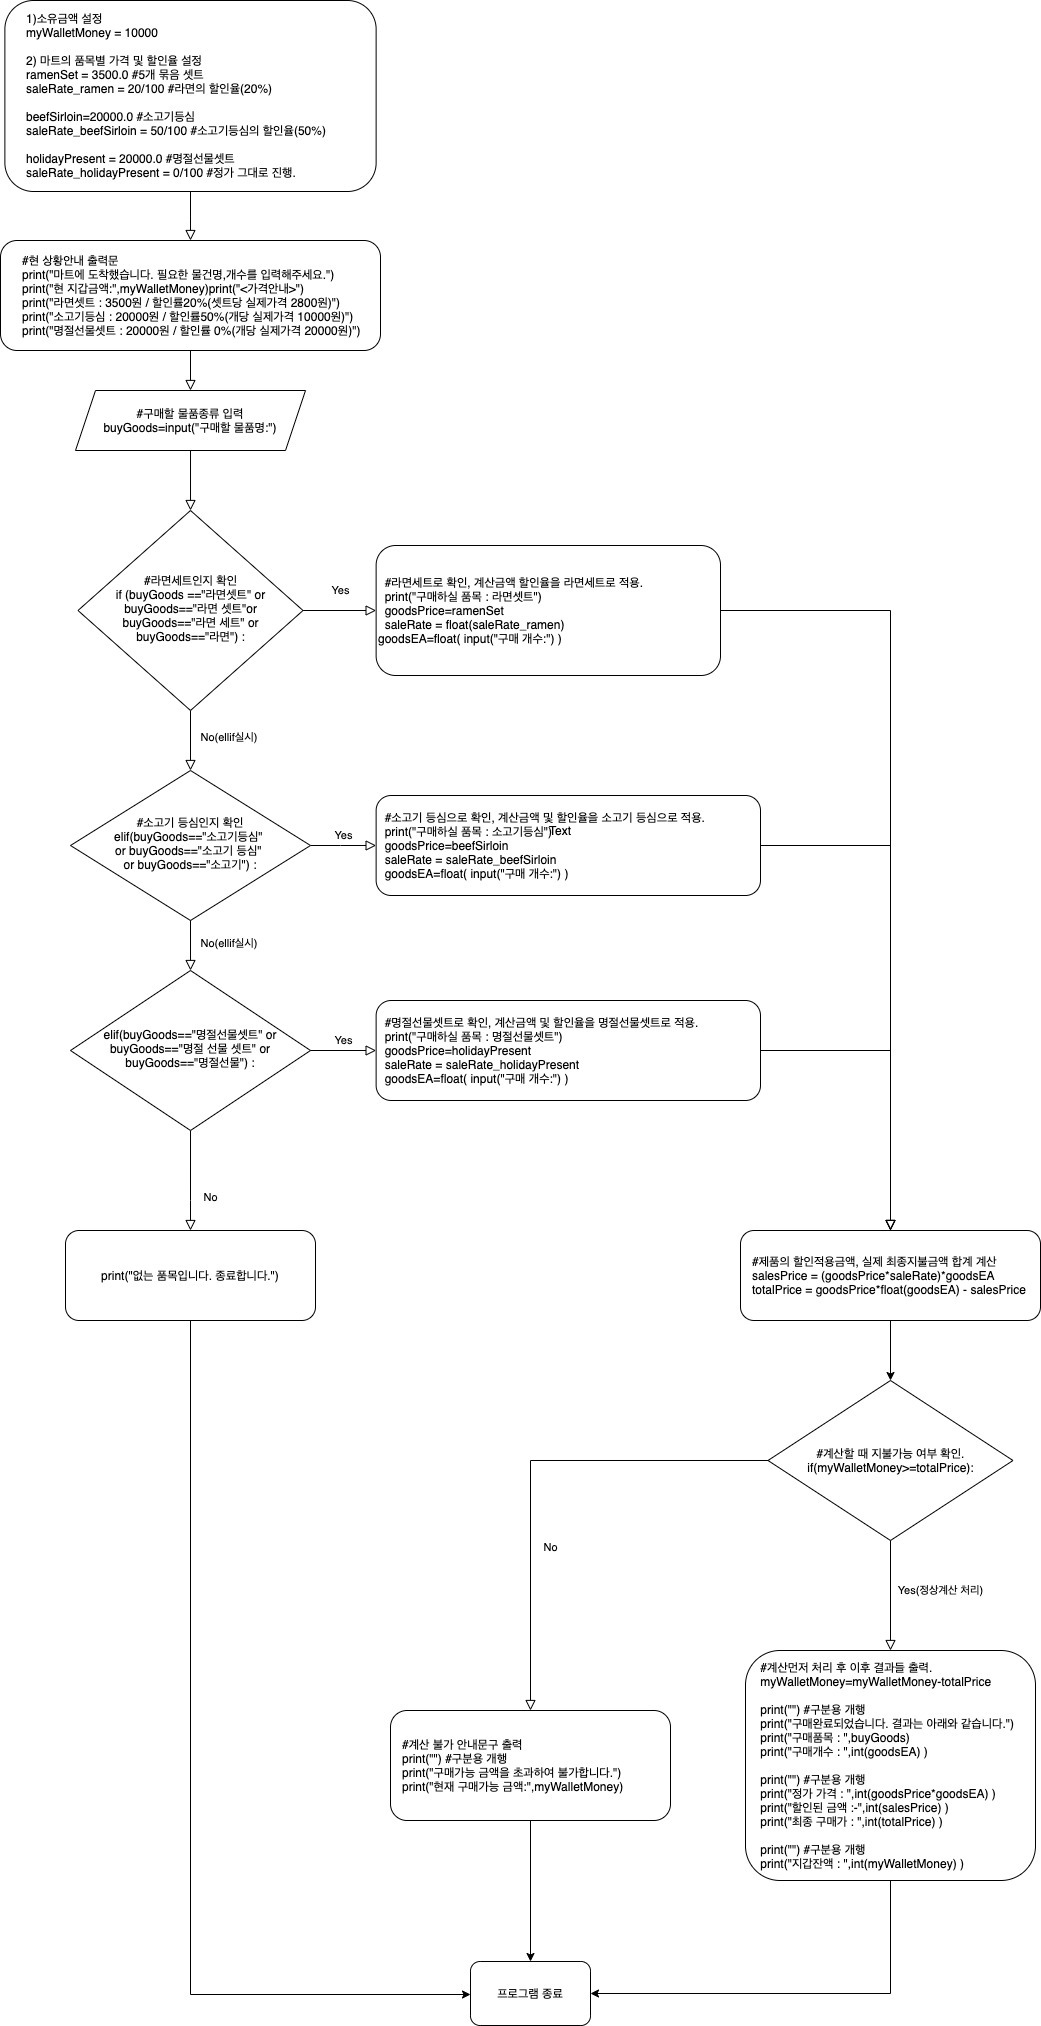 1)소유금액 설정
myWalletMoney = 10000
2) 마트의 품목별 가격 및 할인율 설정
ramenSet = 3500.0 #5개 묶음 셋트
saleRate_ramen = 20/100 #라면의 할인율(20%)
beefSirloin=20000.0 #소고기등심
saleRate_beefSirloin = 50/100 #소고기등심의 할인율(50%)
holidayPresent = 20000.0 #명절선물셋트
saleRate_holidayPresent = 0/100 #정가 그대로 진행.
#현 상황안내 출력문
print("마트에 도착했습니다. 필요한 물건명,개수를 입력해주세요.")
print("현 지갑금액:",myWalletMoney)print("<가격안내>")
print("라면셋트 : 3500원 / 할인률20%(셋트당 실제가격 2800원)")
print("소고기등심 : 20000원 / 할인률50%(개당 실제가격 10000원)")
print("명절선물셋트 : 20000원 / 할인률 0%(개당 실제가격 20000원)")
#구매할 물품종류 입력
buyGoods=input("구매할 물품명:")
#라면세트인지 확인
if (buyGoods =="라면셋트" or
buyGoods=="라면 셋트"or
buyGoods=="라면 세트" or
buyGoods=="라면") :
Yes
#라면세트로 확인, 계산금액 할인율을 라면세트로 적용.
print("구매하실 품목 : 라면셋트")
goodsPrice=ramenSet
saleRate = float(saleRate_ramen)
goodsEA=float( input("구매 개수:") )
No(ellif실시)
#소고기 등심인지 확인
elif(buyGoods=="소고기등심"
or buyGoods=="소고기 등심"
or buyGoods=="소고기") :
Yes
#소고기 등심으로 확인, 계산금액 및 할인율을 소고기 등심으로 적용.
print("구매하실 품목 : 소고기등심")Text
goodsPrice=beefSirloin
saleRate = saleRate_beefSirloin
goodsEA=float( input("구매 개수:") )
No(ellif실시)
elif(buyGoods=="명절선물셋트" or
buyGoods=="명절 선물 셋트" or
buyGoods=="명절선물") :
Yes
#명절선물셋트로 확인, 계산금액 및 할인율을 명절선물셋트로 적용.
print("구매하실 품목 : 명절선물셋트")
goodsPrice=holidayPresent
saleRate = saleRate_holidayPresent
goodsEA=float( input("구매 개수:") )
No
print("없는 품목입니다. 종료합니다.")
#제품의 할인적용금액, 실제 최종지불금액 합계 계산
salesPrice = (goodsPrice*saleRate)*goodsEA
totalPrice = goodsPrice*float(goodsEA) - salesPrice
#계산할 때 지불가능 여부 확인.
if(myWalletMoney>=totalPrice):
No
Yes(정상계산 처리)
#계산먼저 처리 후 이후 결과들 출력.
myWalletMoney=myWalletMoney-totalPrice
print("") #구분용 개행
print("구매완료되었습니다. 결과는 아래와 같습니다.")
print("구매품목 : ",buyGoods)
print("구매개수 : ",int(goodsEA) )
print("") #구분용 개행
print("정가 가격 : ",int(goodsPrice*goodsEA) )
print("할인된 금액 :-",int(salesPrice) )
print("최종 구매가 : ",int(totalPrice) )
print("") #구분용 개행
print("지갑잔액 : ",int(myWalletMoney) )
#계산 불가 안내문구 출력
print("") #구분용 개행
print("구매가능 금액을 초과하여 불가합니다.")
print("현재 구매가능 금액:",myWalletMoney)
프로그램 종료